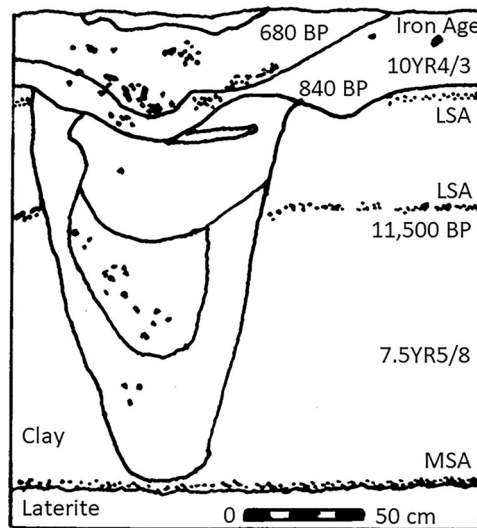 680 BP
Iron Age
10YR4/3
840 BP
LSA
LSA
11,500 BP
7.5YR5/8
Clay
MSA
Laterite
0 50 cm